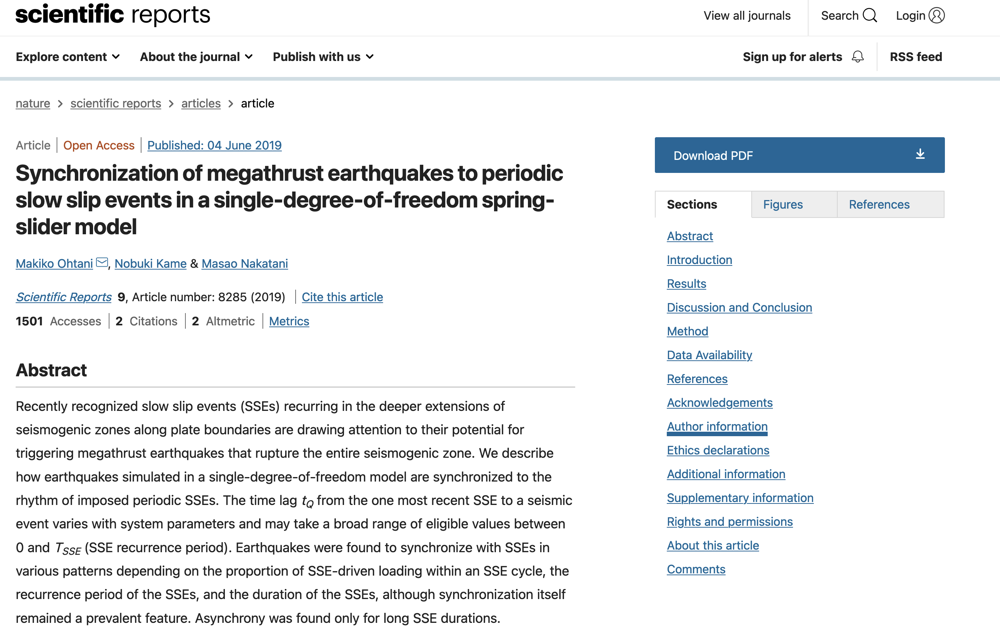 scientific reports
View all journals
Search
Login
Explore content
About the journal
Publish with us
Sign up for alerts
RSS feed
nature > scientific reports > articles > article
Article | Open Access | Published: 04 June 2019
Synchronization of megathrust earthquakes to periodic
slow slip events in a single-degree-of-freedom spring-
slider model
Makiko Ohtani, Nobuki Kame & Masao Nakatani
Scientific Reports 9, Article number: 8285 (2019) | Cite this article
1501 Accesses | 2 Citations | 2 Altmetric | Metrics
Abstract
Recently recognized slow slip events (SSEs) recurring in the deeper extensions of
seismogenic zones along plate boundaries are drawing attention to their potential for
triggering megathrust earthquakes that rupture the entire seismogenic zone. We describe
how earthquakes simulated in a single-degree-of-freedom model are synchronized to the
rhythm of imposed periodic SSEs. The time lag tQ from the one most recent SSE to a seismic
event varies with system parameters and may take a broad range of eligible values between
0 and TSSE (SSE recurrence period). Earthquakes were found to synchronize with SSEs in
various patterns depending on the proportion of SSE-driven loading within an SSE cycle, the
recurrence period of the SSEs, and the duration of the SSEs, although synchronization itself
remained a prevalent feature. Asynchrony was found only for long SSE durations.
Download PDF
Sections
Figures
References
Abstract
Introduction
Results
Discussion and Conclusion
Method
Data Availability
References
Acknowledgements
Author information
Ethics declarations
Additional information
Supplementary information
Rights and permissions
About this article
Comments